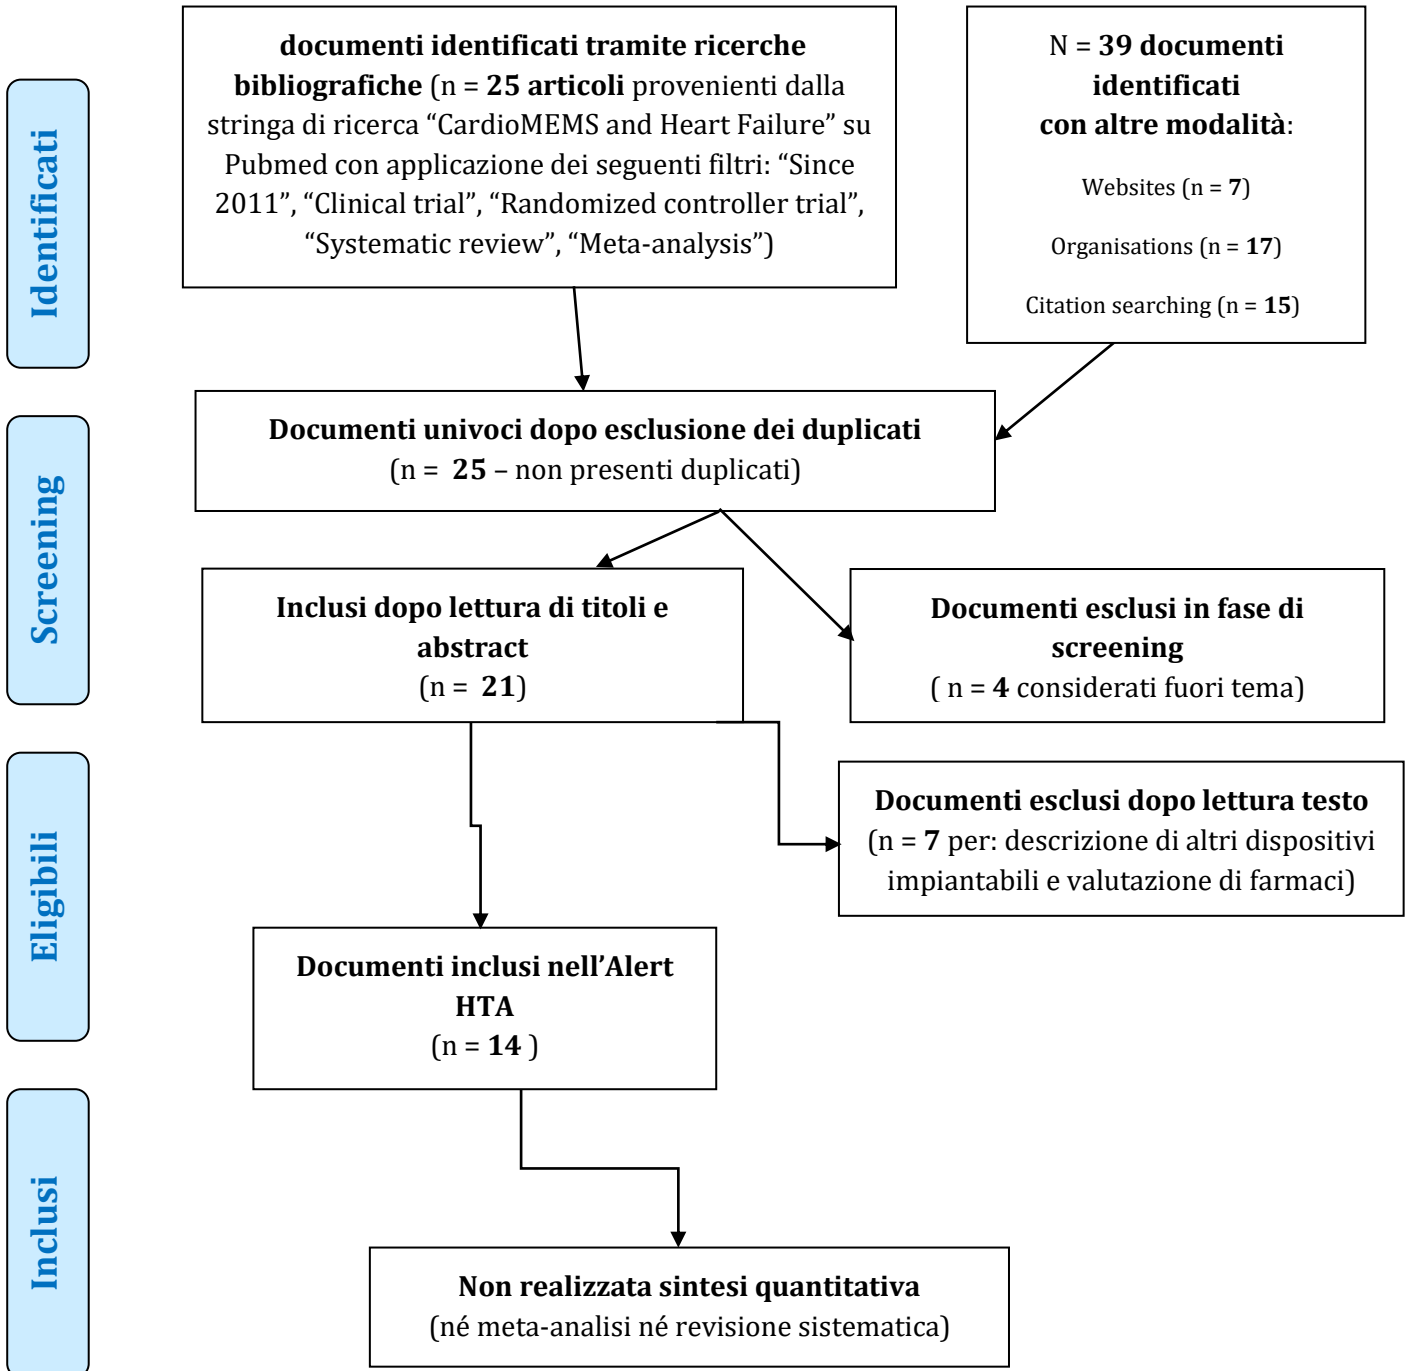 documenti identificati tramite ricerche
bibliografiche (n = 25 articoli provenienti dalla
stringa di ricerca “CardioMEMS and Heart Failure” su
Pubmed con applicazione dei seguenti filtri: “Since
2011”, “Clinical trial”, “Randomized controller trial”,
“Systematic review”, “Meta-analysis”)
N = 39 documenti
identificati
con altre modalità:
Websites (n = 7)
Organisations (n = 17)
Citation searching (n = 15)
Identificati
Documenti univoci dopo esclusione dei duplicati
(n = 25 – non presenti duplicati)
Screening
Inclusi dopo lettura di titoli e
abstract
(n = 21)
Documenti esclusi in fase di
screening
( n = 4 considerati fuori tema)
Documenti esclusi dopo lettura testo
(n = 7 per: descrizione di altri dispositivi
impiantabili e valutazione di farmaci)
Eligibili
Documenti inclusi nell’Alert
HTA
(n = 14 )
Inclusi
Non realizzata sintesi quantitativa
(né meta-analisi né revisione sistematica)